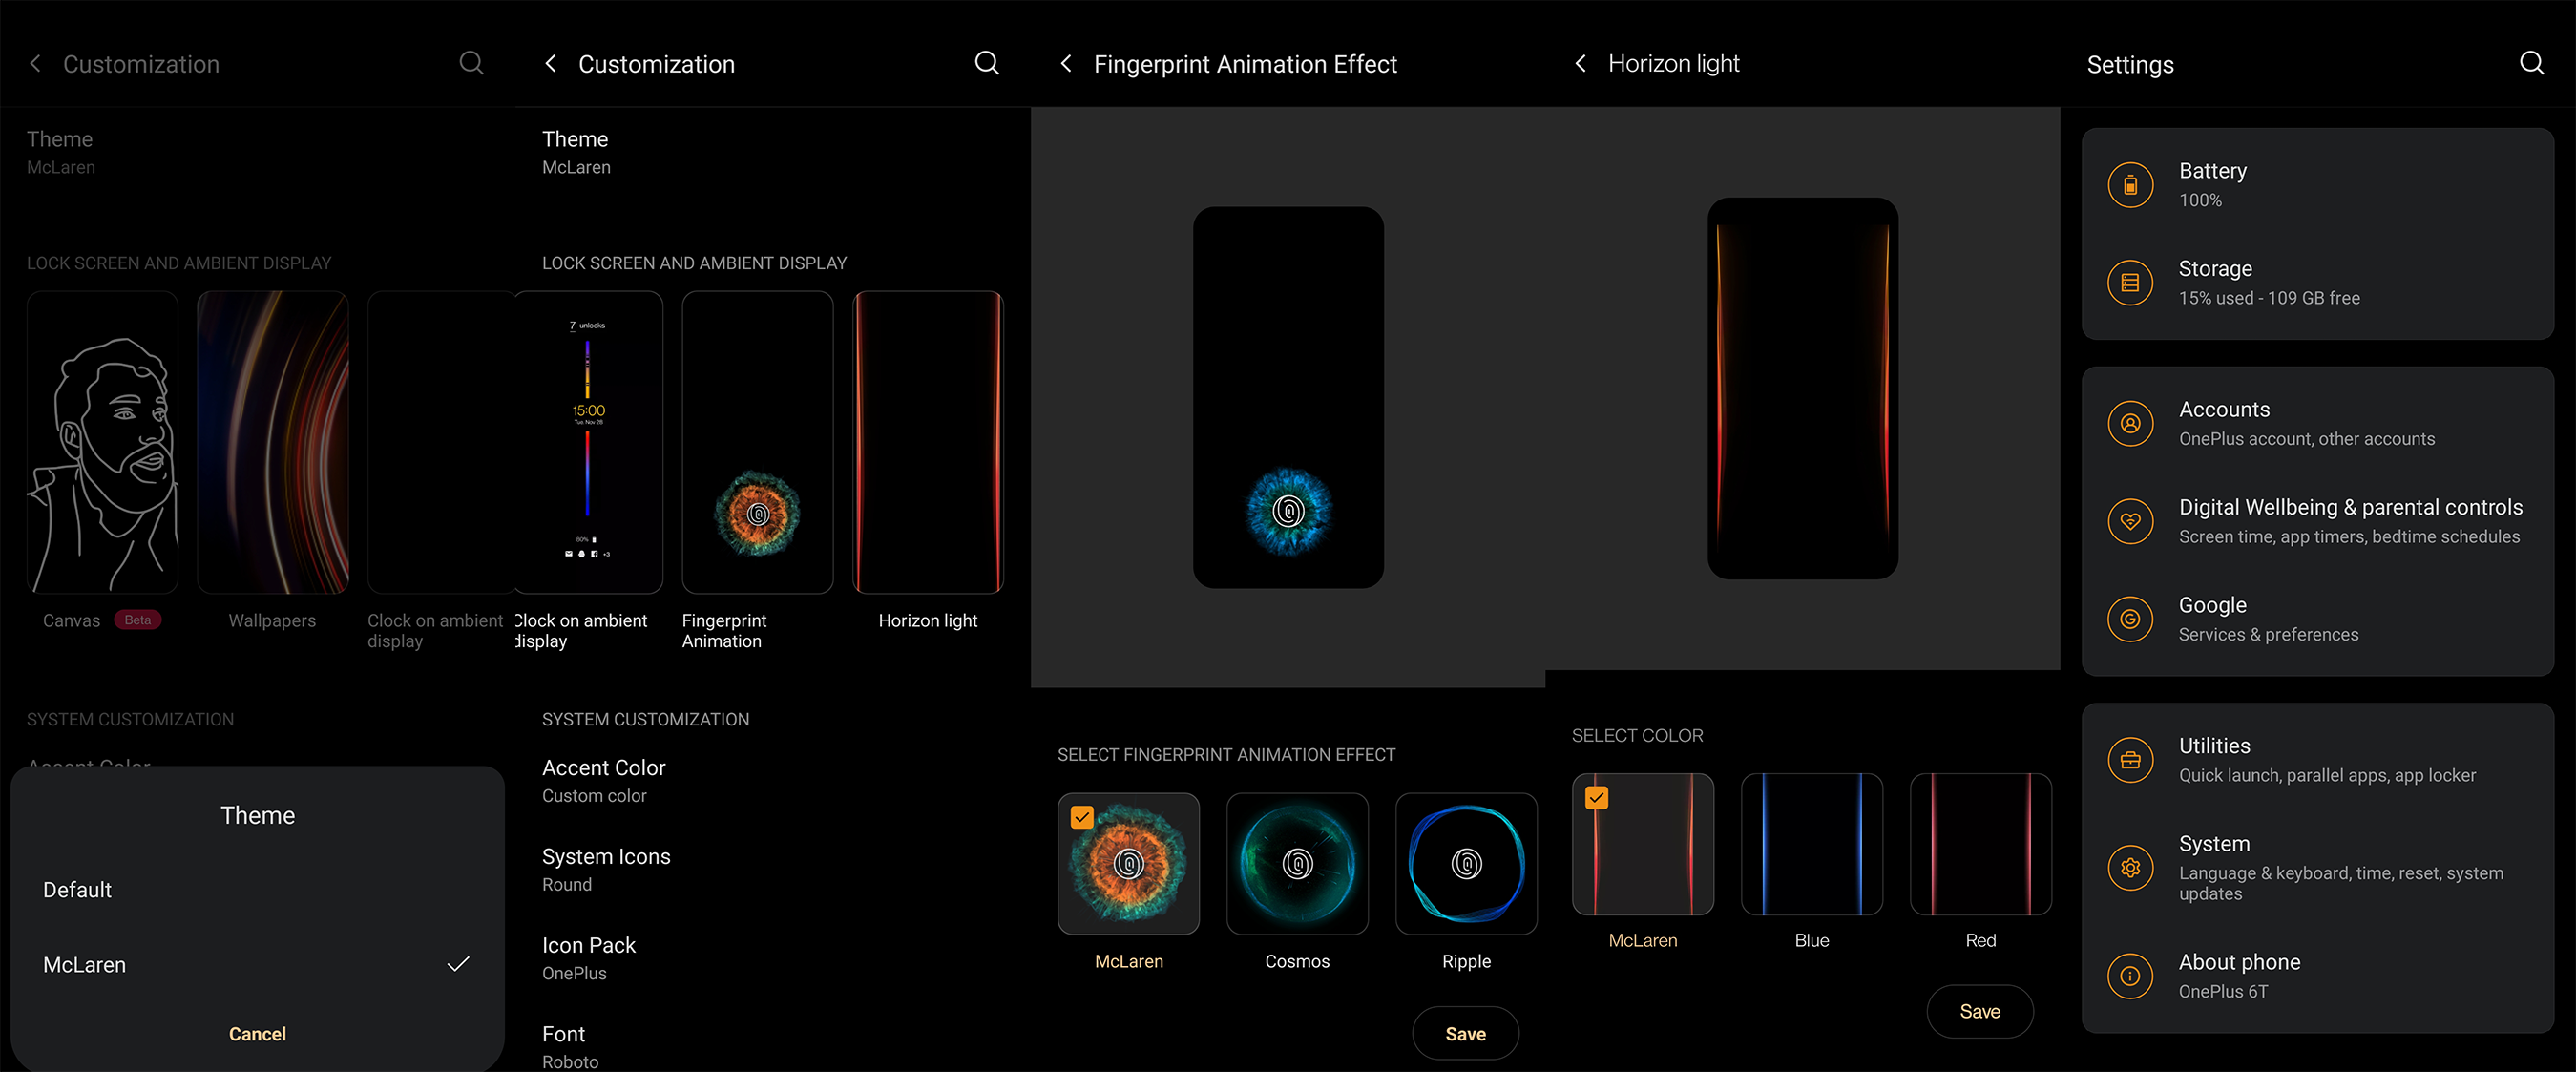 Customization
Theme
McLaren
LOCK SCREEN AND AMBIENT DISPLAY
Canvas Beta
Wallpapers
Clock on ambient
display
SYSTEM CUSTOMIZATION
Accent Color
Theme
Default
McLaren
Cancel
Customization
Theme
McLaren
LOCK SCREEN AND AMBIENT DISPLAY
7 unlocks
15:00
Tue, Nov 28
80%
+3
Clock on ambient
display
Fingerprint
Animation
Horizon light
SYSTEM CUSTOMIZATION
Accent Color
Custom color
System Icons
Round
Icon Pack
OnePlus
Font
Roboto
Fingerprint Animation Effect
SELECT FINGERPRINT ANIMATION EFFECT
McLaren
Cosmos
Ripple
Save
Horizon light
SELECT COLOR
McLaren
Blue
Red
Save
Settings
Battery
100%
Storage
15% used - 109 GB free
Accounts
OnePlus account, other accounts
Digital Wellbeing & parental controls
Screen time, app timers, bedtime schedules
Google
Services & preferences
Utilities
Quick launch, parallel apps, app locker
System
Language & keyboard, time, reset, system
updates
About phone
OnePlus 6T